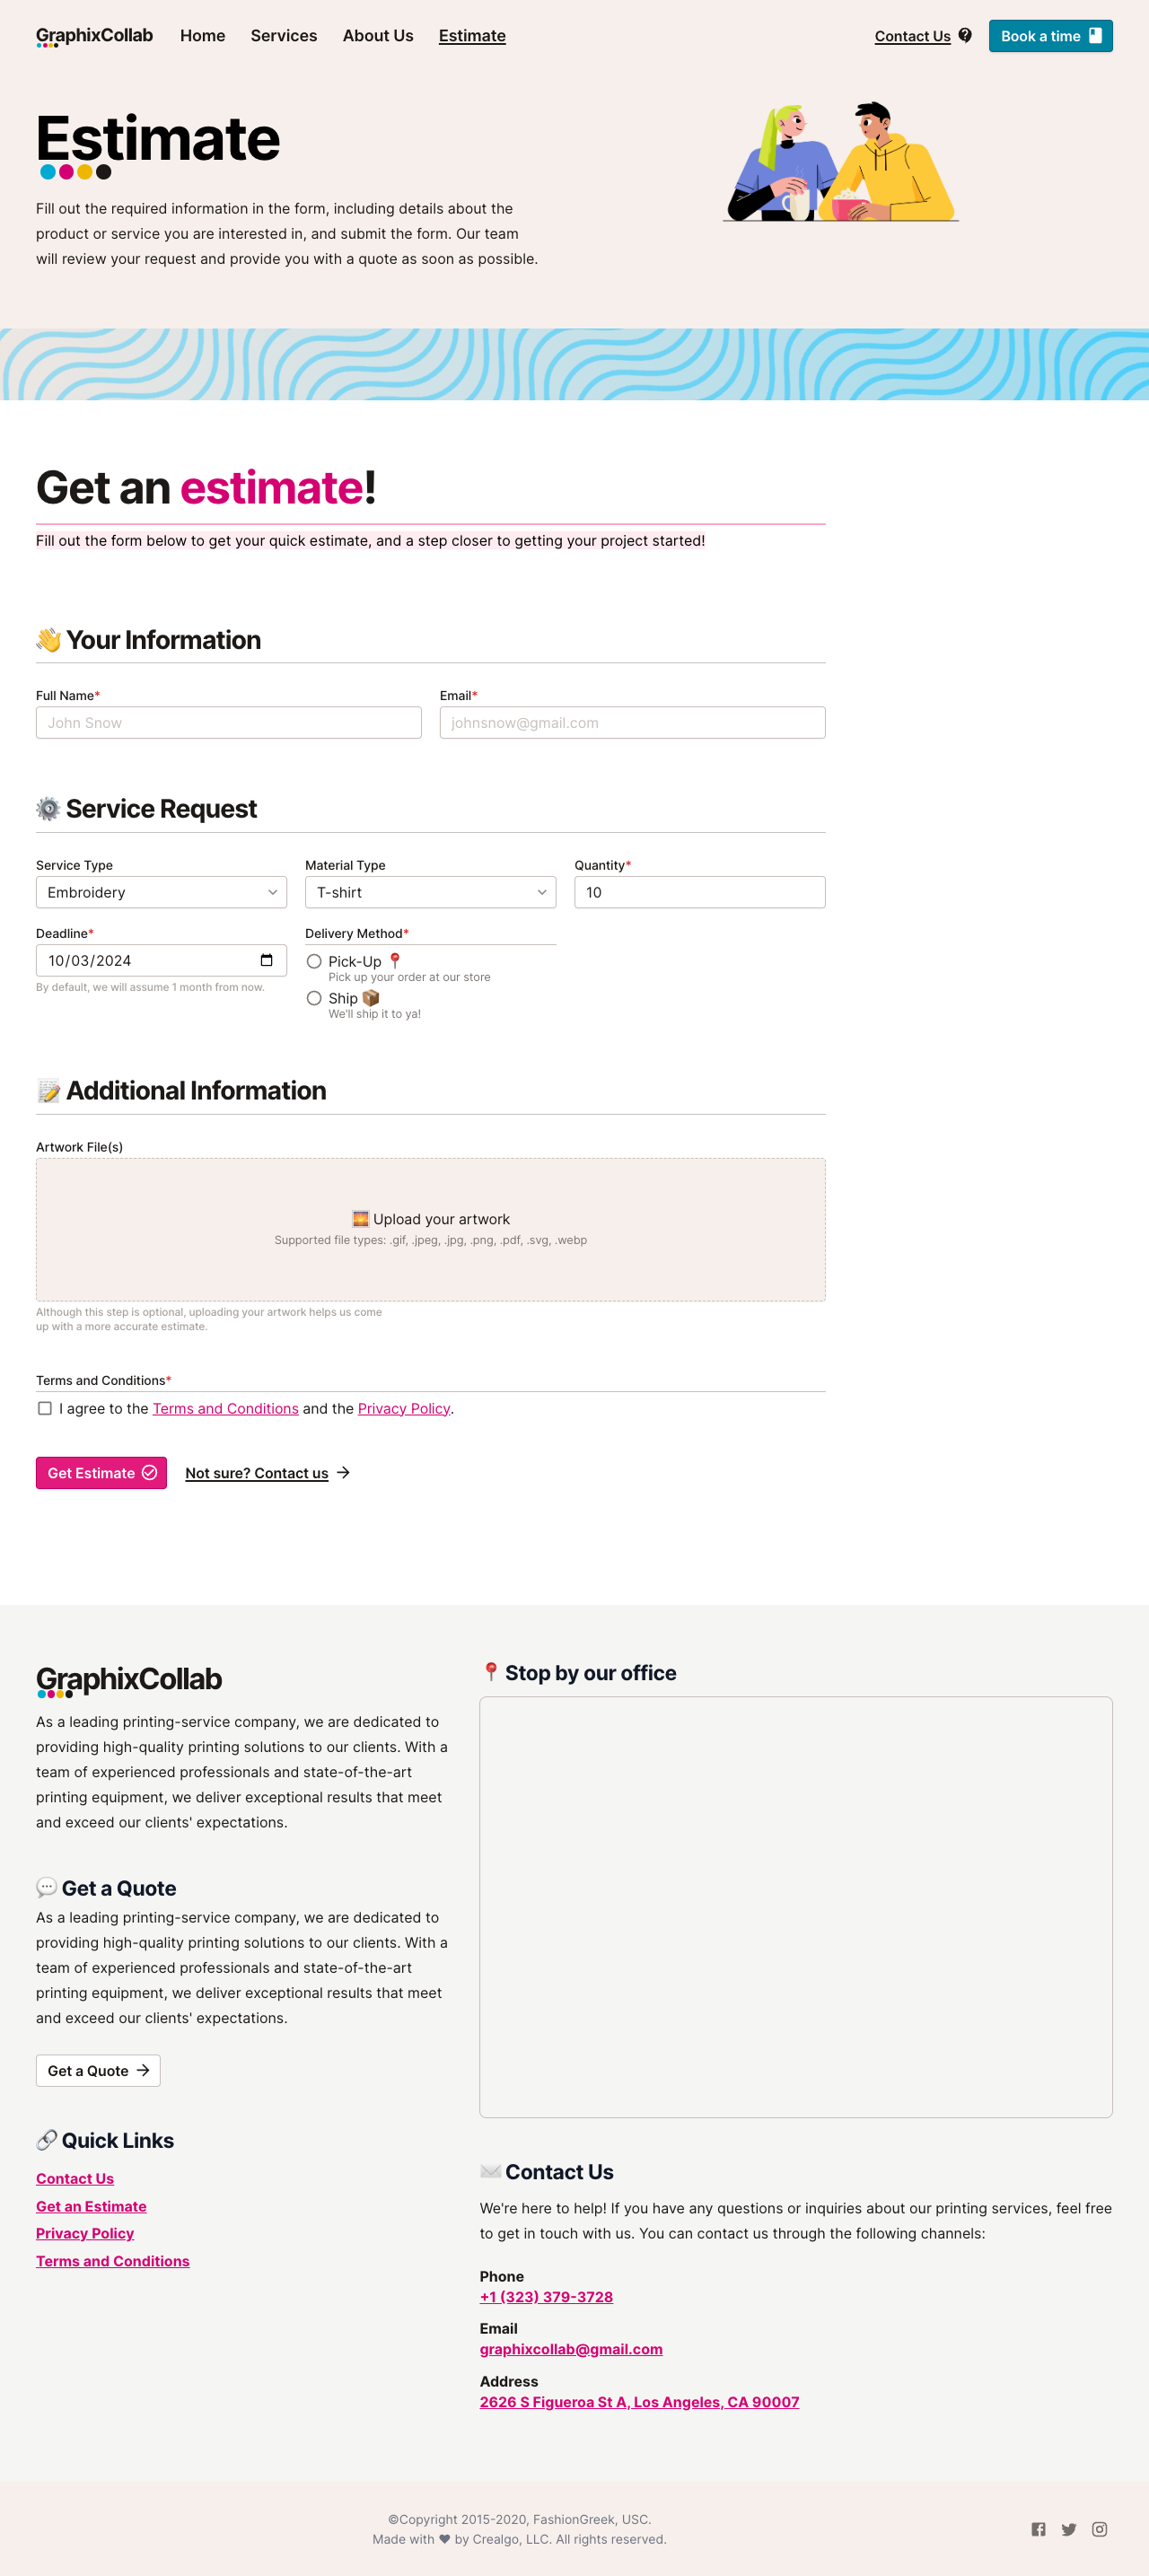 GraphixCollab Home Services About Us Estimate Contact Us Book a time
Estimate
Fill out the required information in the form, including details about the
product or service you are interested in, and submit the form. Our team
will review your request and provide you with a quote as soon as possible.
Get an estimate!
Fill out the form below to get your quick estimate, and a step closer to getting your project started!
👋 Your Information
Full Name* Email*
John Snow johnsnow@gmail.com
⚙️ Service Request
Service Type Material Type Quantity*
Embroidery T-shirt 10
Deadline* Delivery Method*
10/03/2024 Pick-Up 📍
By default, we will assume 1 month from now. Pick up your order at our store
Ship 📦
We'll ship it to ya!
📝 Additional Information
Artwork File(s)
🌅 Upload your artwork
Supported file types: .gif, .jpeg, .jpg, .png, .pdf, .svg, .webp
Although this step is optional, uploading your artwork helps us come
up with a more accurate estimate.
Terms and Conditions*
I agree to the Terms and Conditions and the Privacy Policy.
Get Estimate Not sure? Contact us
GraphixCollab
As a leading printing-service company, we are dedicated to
providing high-quality printing solutions to our clients. With a
team of experienced professionals and state-of-the-art
printing equipment, we deliver exceptional results that meet
and exceed our clients' expectations.
💬 Get a Quote
As a leading printing-service company, we are dedicated to
providing high-quality printing solutions to our clients. With a
team of experienced professionals and state-of-the-art
printing equipment, we deliver exceptional results that meet
and exceed our clients' expectations.
Get a Quote
🔗 Quick Links
Contact Us
Get an Estimate
Privacy Policy
Terms and Conditions
📍 Stop by our office
✉️ Contact Us
We're here to help! If you have any questions or inquiries about our printing services, feel free
to get in touch with us. You can contact us through the following channels:
Phone
+1 (323) 379-3728
Email
graphixcollab@gmail.com
Address
2626 S Figueroa St A, Los Angeles, CA 90007
©Copyright 2015-2020, FashionGreek, USC.
Made with ♥ by Crealgo, LLC. All rights reserved.